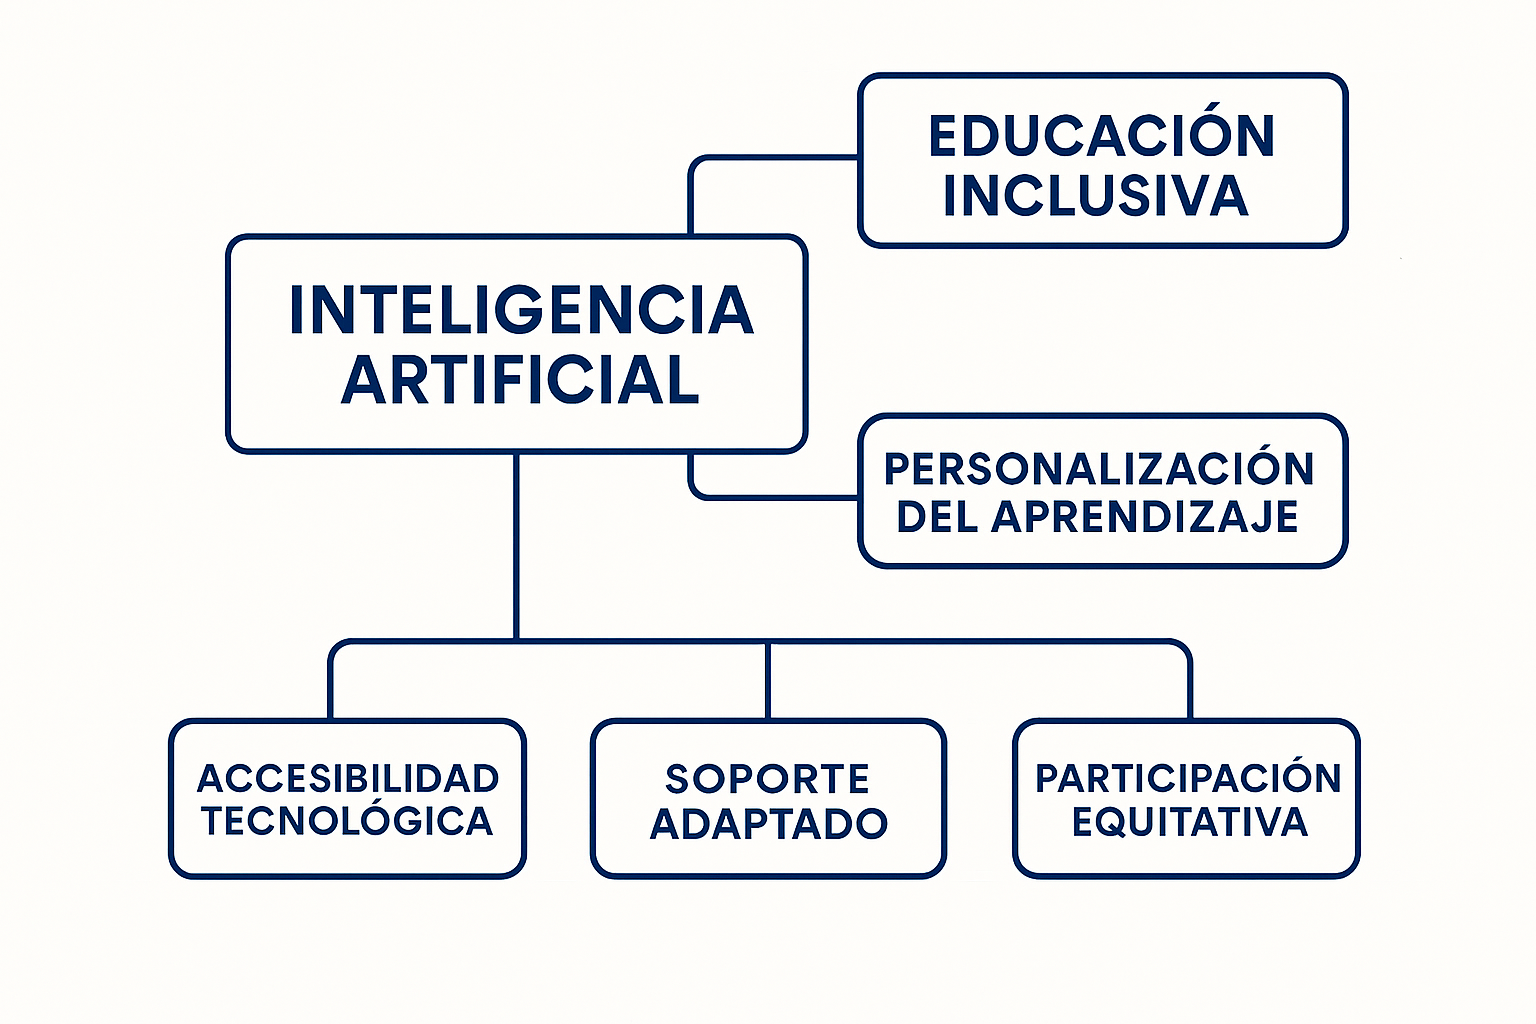 EDUCACIÓN
INCLUSIVA
INTELIGENCIA
ARTIFICIAL
PERSONALIZACIÓN
DEL APRENDIZAJE
ACCESIBILIDAD
TECNOLÓGICA
SOPORTE
ADAPTADO
PARTICIPACIÓN
EQUITATIVA